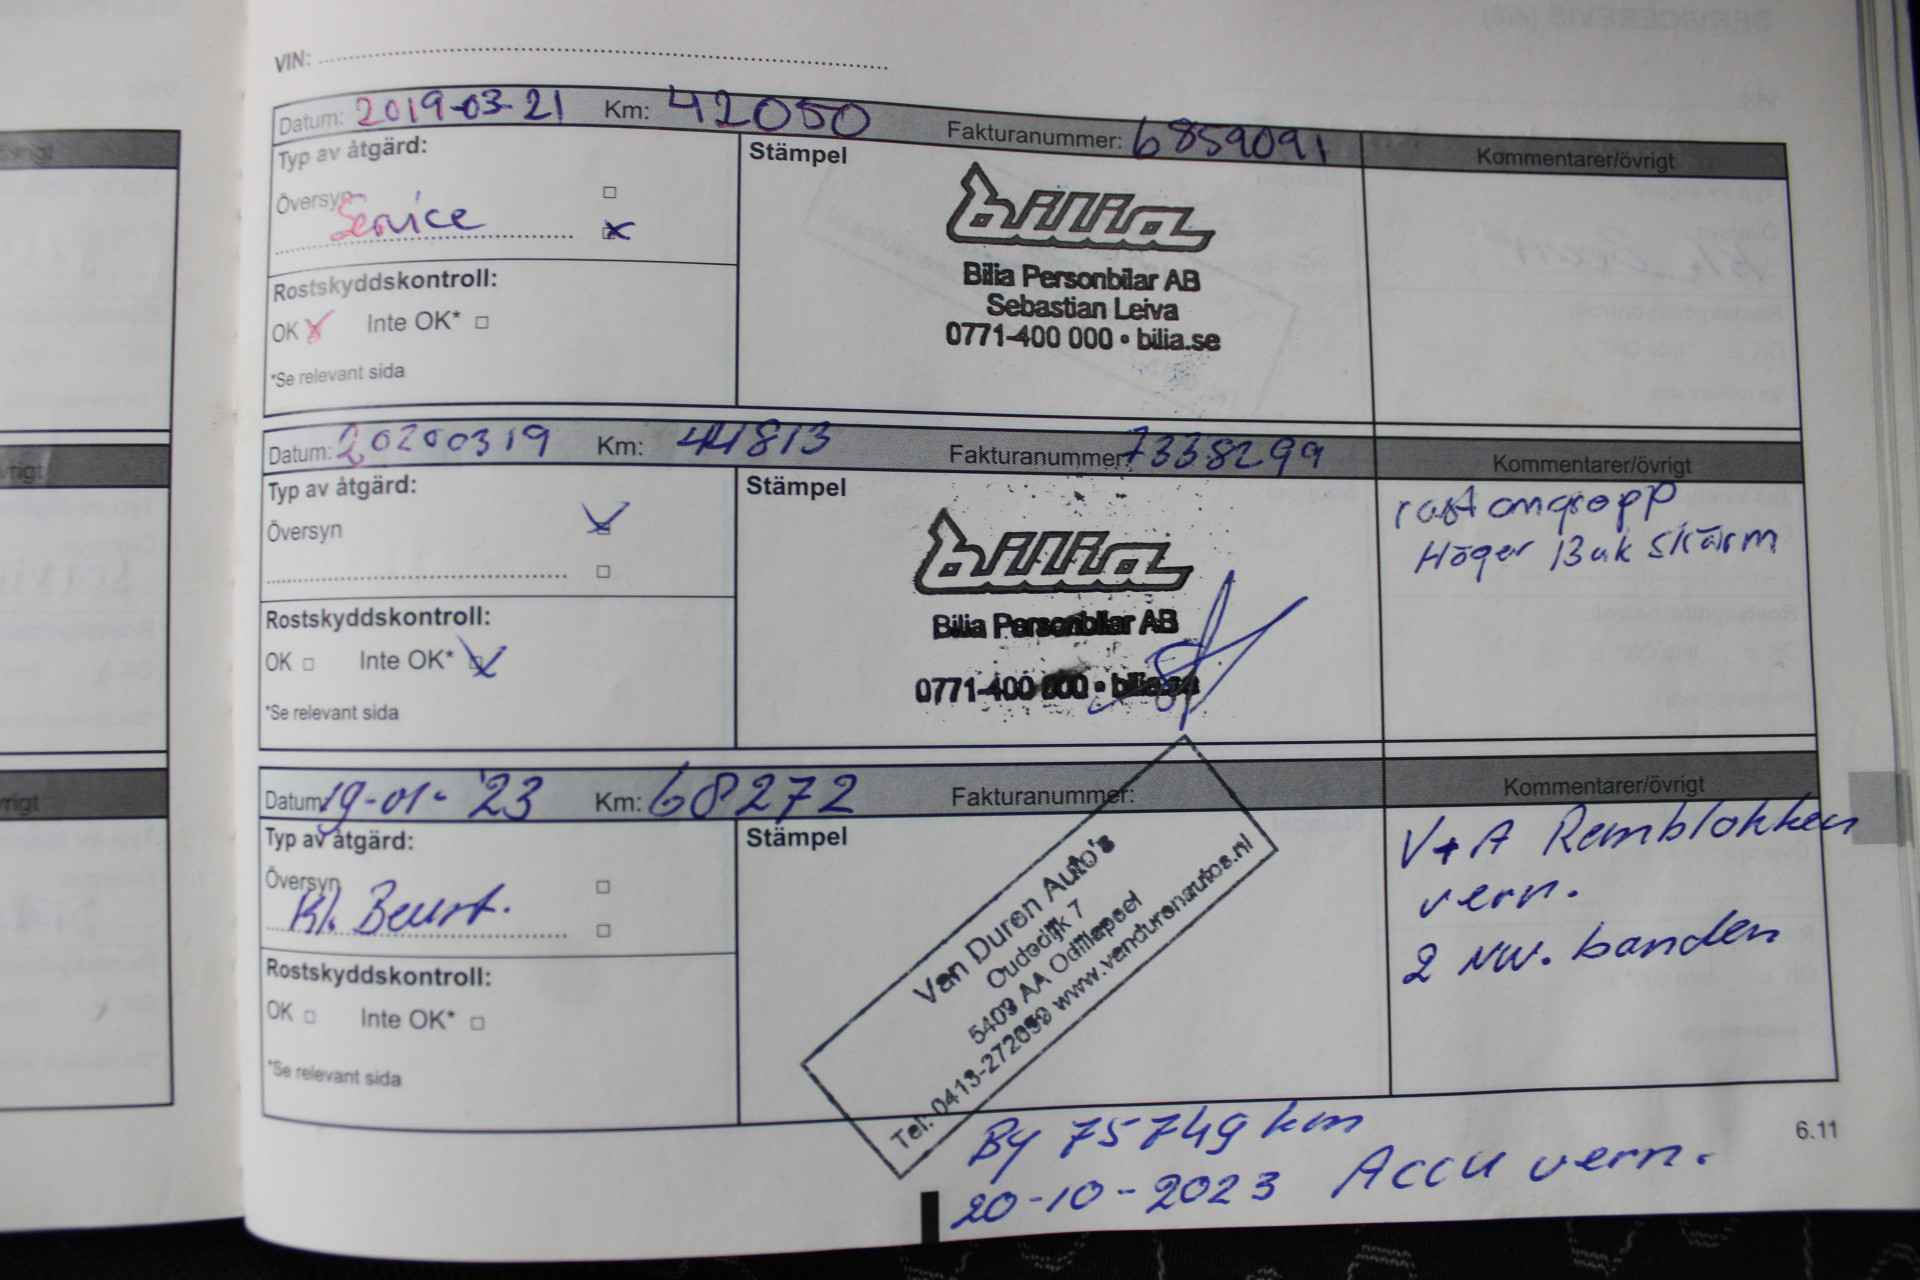 VIN:
Datum: 2019-03-21 Km: 42050 Fakturanummer: 6859091 Kommentarer/övrigt
Typ av åtgärd:
Översyn
Service
Rostskyddskontroll:
OK Inte OK*
*Se relevant sida
Stämpel
bilia
Bilia Personbilar AB
Sebastian Leiva
0771-400 000 • bilia.se
Datum: 20200319 Km: 44813 Fakturanummer: 7338299 Kommentarer/övrigt
Typ av åtgärd:
Översyn
Rostskyddskontroll:
OK Inte OK*
*Se relevant sida
Stämpel
bilia
Bilia Personbilar AB
0771-400 000 • bilia.se
Höger Bak skärm
Datum 19-01-'23 Km: 68272 Fakturanummer: Kommentarer/övrigt
Typ av åtgärd:
Översyn
Kl. Beurt.
Rostskyddskontroll:
OK Inte OK*
*Se relevant sida
Stämpel
Van Duren Auto's
Oudedijk 7
5409 AA Odiliapeel
Tel: 0413-272059 www.vandurenautos.nl
V+A Remblokken
vern.
2 NW. banden
By 75749 km
20-10-2023 Accu vern.
6.11